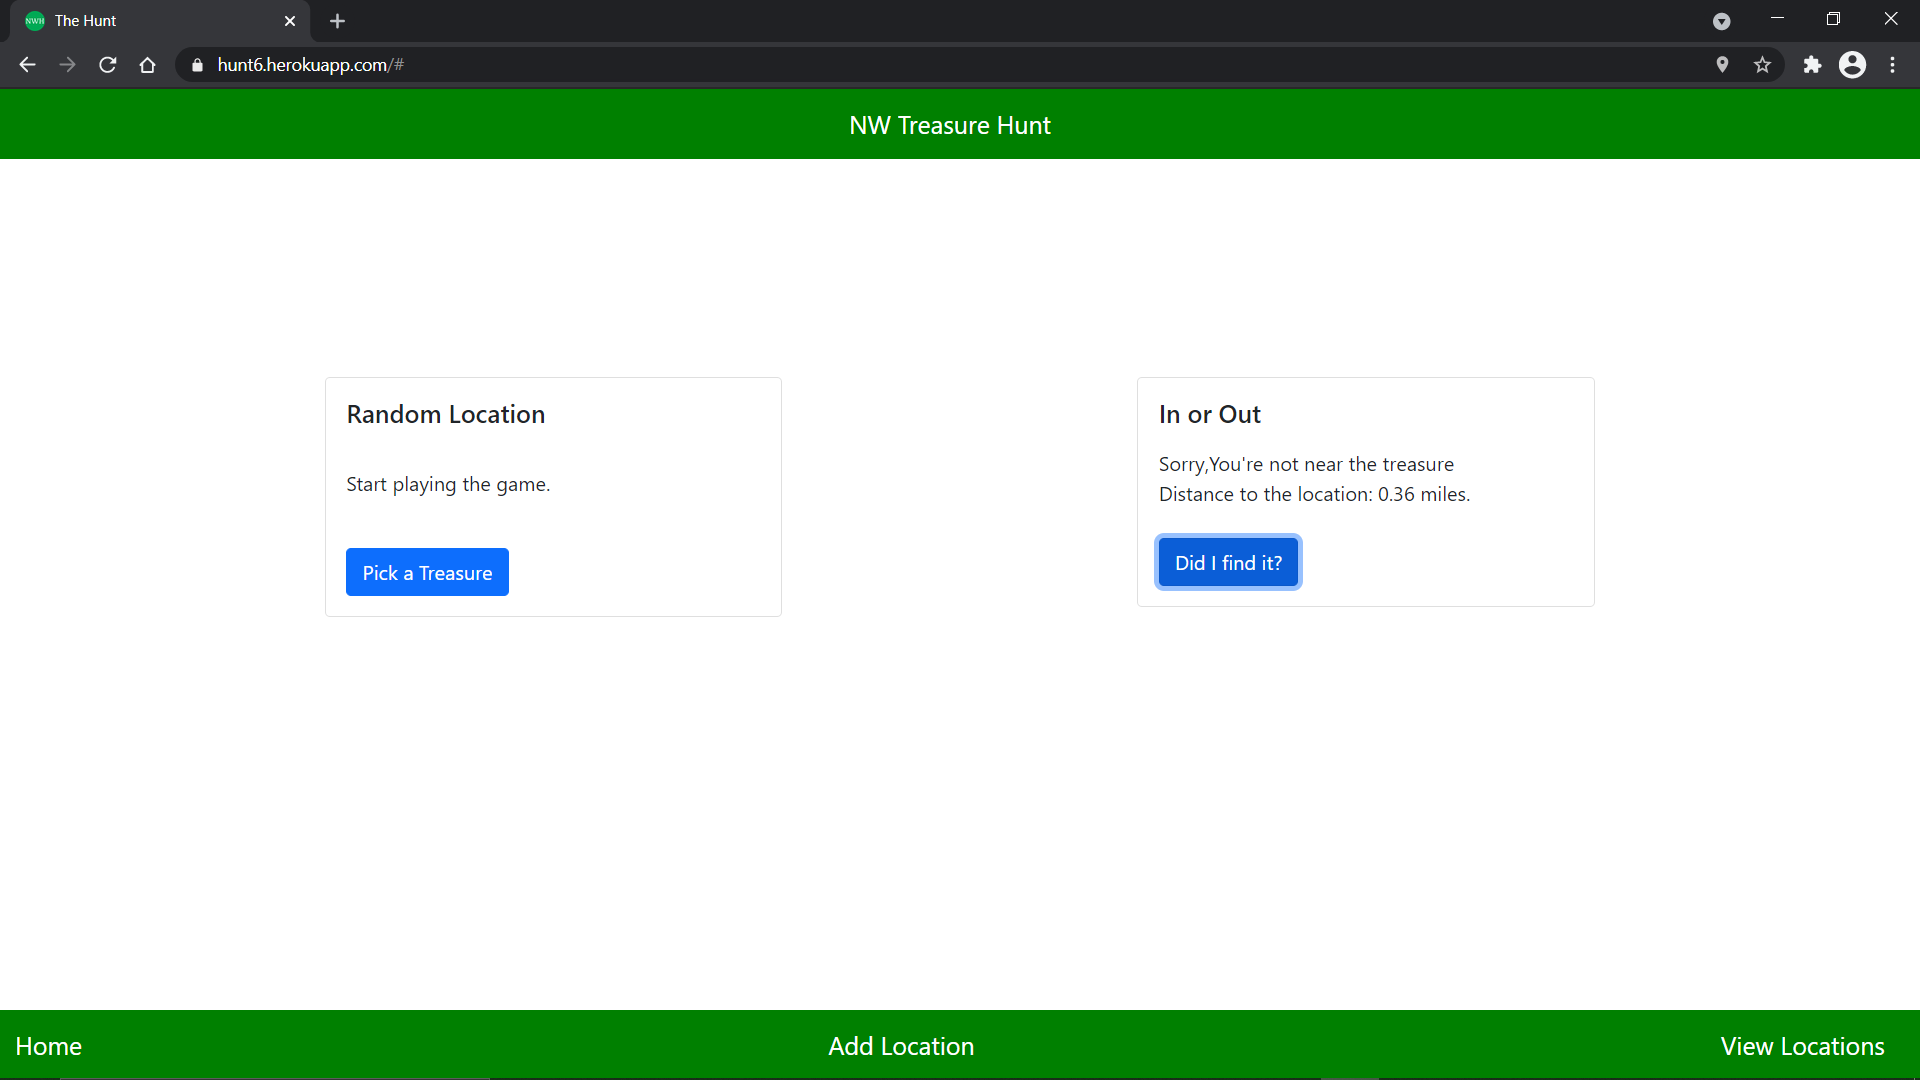 NWH The Hunt
hunt6.herokuapp.com/#
NW Treasure Hunt
Random Location
Start playing the game.
Pick a Treasure
In or Out
Sorry,You're not near the treasure
Distance to the location: 0.36 miles.
Did I find it?
Home
Add Location
View Locations